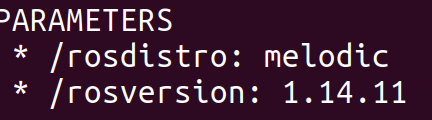 PARAMETERS
* /rosdistro: melodic
* /rosversion: 1.14.11